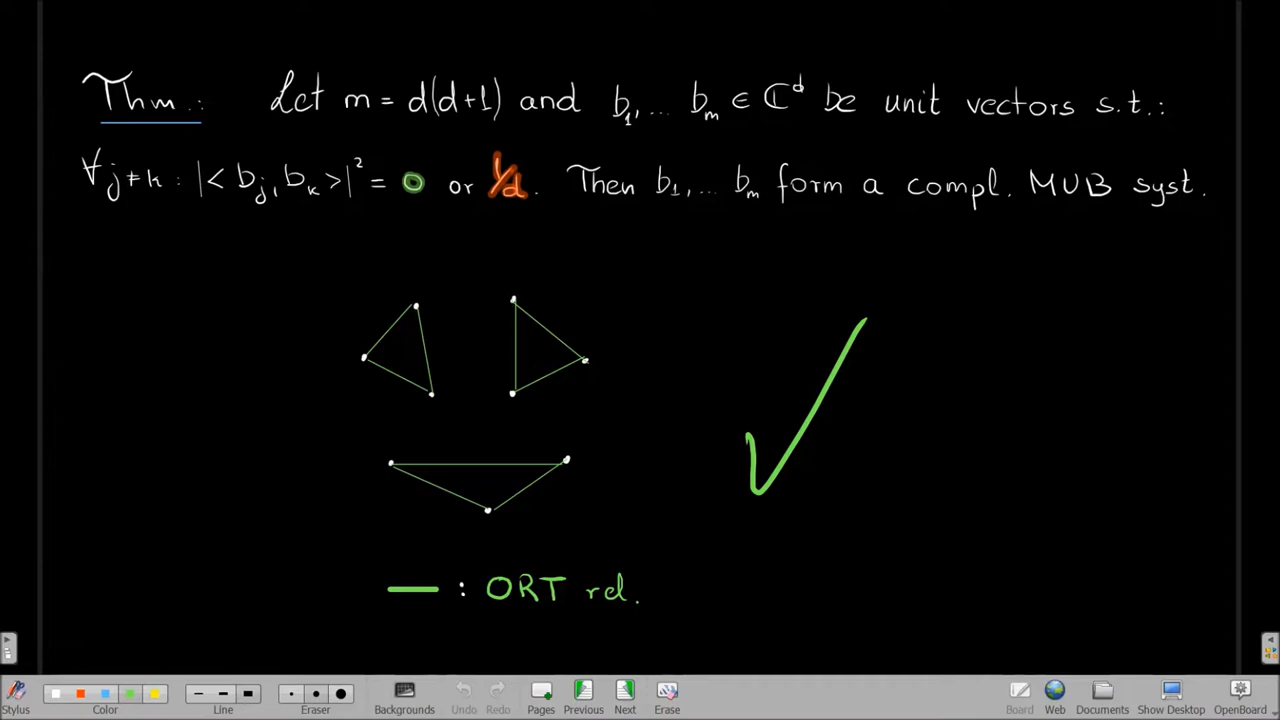 Thm.: Let m = d(d+1) and b₁,... bₘ ∈ ℂᵈ be unit vectors s.t.:
∀ j≠k : |< bⱼ, bₖ >|² = 0 or 1/d. Then b₁,... bₘ form a compl. MUB syst.
— : ORT rel.
Stylus Color Line Eraser Backgrounds Undo Redo Pages Previous Next Erase Board Web Documents Show Desktop OpenBoard